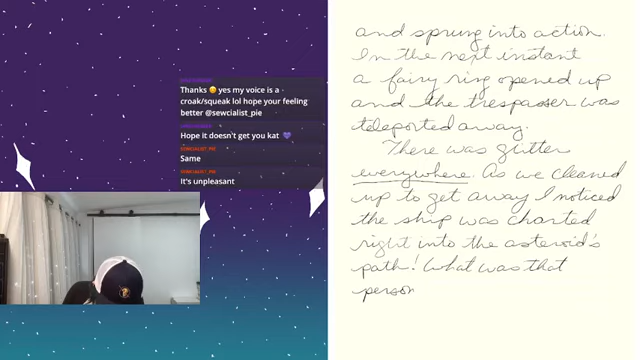 Thanks 😅 yes my voice is a
croak/squeak lol hope your feeling
better @sewcialist_pie
Hope it doesn't get you kat 💜
SEWCIALIST_PIE
Same
SEWCIALIST_PIE
It's unpleasant
and sprung into action.
In the next instant
a fairy ring opened up
and the trespasser was
teleported away.
There was glitter
everywhere. As we cleaned
up to get away I noticed
the ship was charted
right into the asteroid's
path! What was that
person